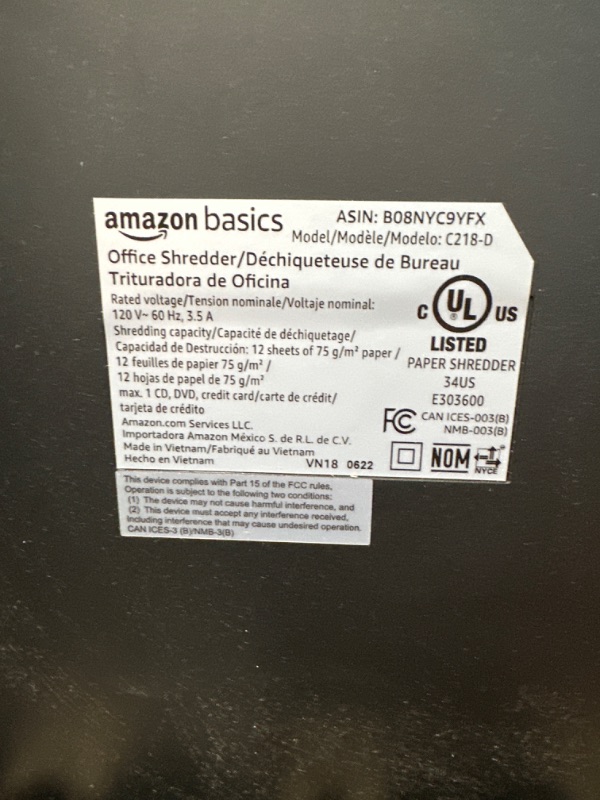 amazon basics
ASIN: B08NYC9YFX
Model/Modèle/Modelo: C218-D
Office Shredder/Déchiqueteuse de Bureau
Trituradora de Oficina
Rated voltage/Tension nominale/Voltaje nominal:
120 V~ 60 Hz, 3.5 A
Shredding capacity/Capacité de déchiquetage/
Capacidad de Destrucción: 12 sheets of 75 g/m² paper /
12 feuilles de papier 75 g/m² /
12 hojas de papel de 75 g/m²
max. 1 CD, DVD, credit card/carte de crédit/
tarjeta de crédito
Amazon.com Services LLC.
Importadora Amazon México S. de R.L. de C.V.
Made in Vietnam/Fabriqué au Vietnam
Hecho en Vietnam
VN18 0622
C UL US
®
LISTED
PAPER SHREDDER
34US
E303600
FC CAN ICES-003(B)
NMB-003(B)
NOM
NYCE
This device complies with Part 15 of the FCC rules.
Operation is subject to the following two conditions:
(1) The device may not cause harmful interference, and
(2) This device must accept any interference received,
including interference that may cause undesired operation.
CAN ICES-3 (B)/NMB-3(B)